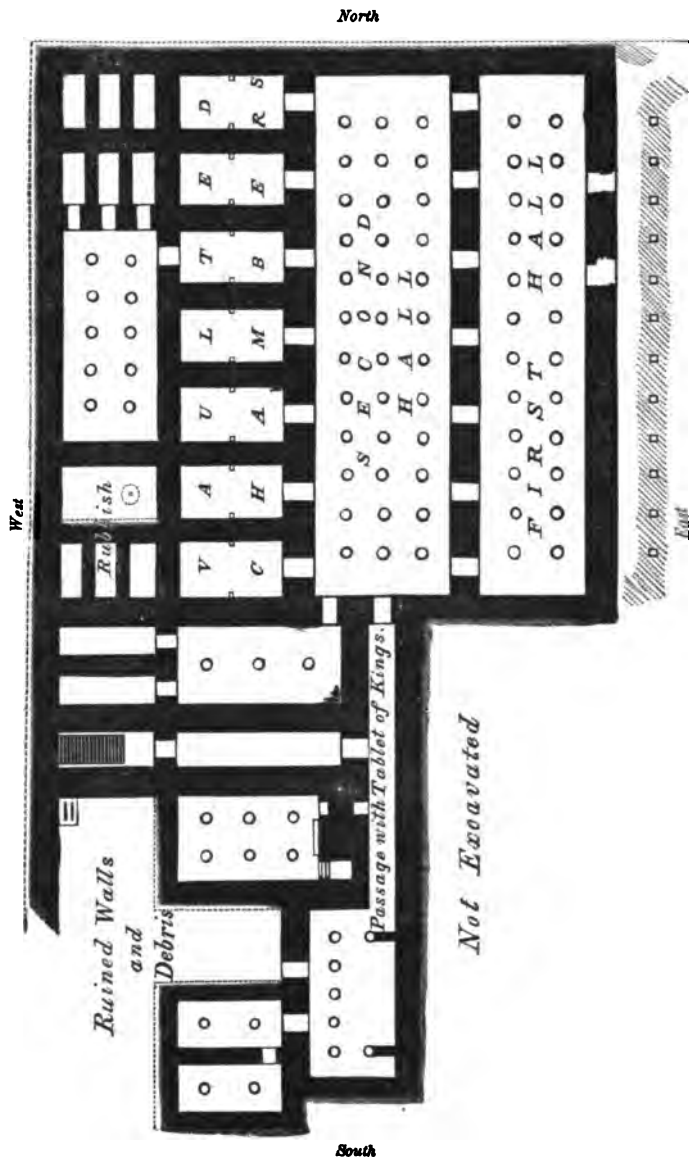 North
West
East
VAULTED
CHAMBERS
SECOND
HALL
FIRST HALL
Rubbish
Passage with Tablet of Kings.
Not Excavated
Ruined Walls
and
Debris
South